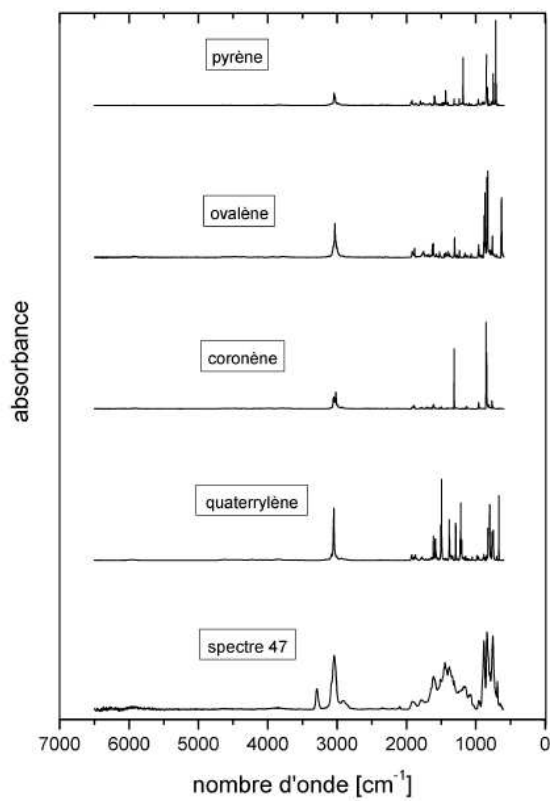 pyrène
ovalène
coronène
quaterrylène
spectre 47
absorbance
7000 6000 5000 4000 3000 2000 1000 0
nombre d'onde [cm⁻¹]